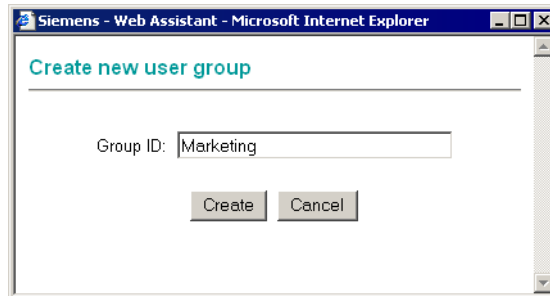 Siemens - Web Assistant - Microsoft Internet Explorer
Create new user group
Group ID: Marketing
Create Cancel